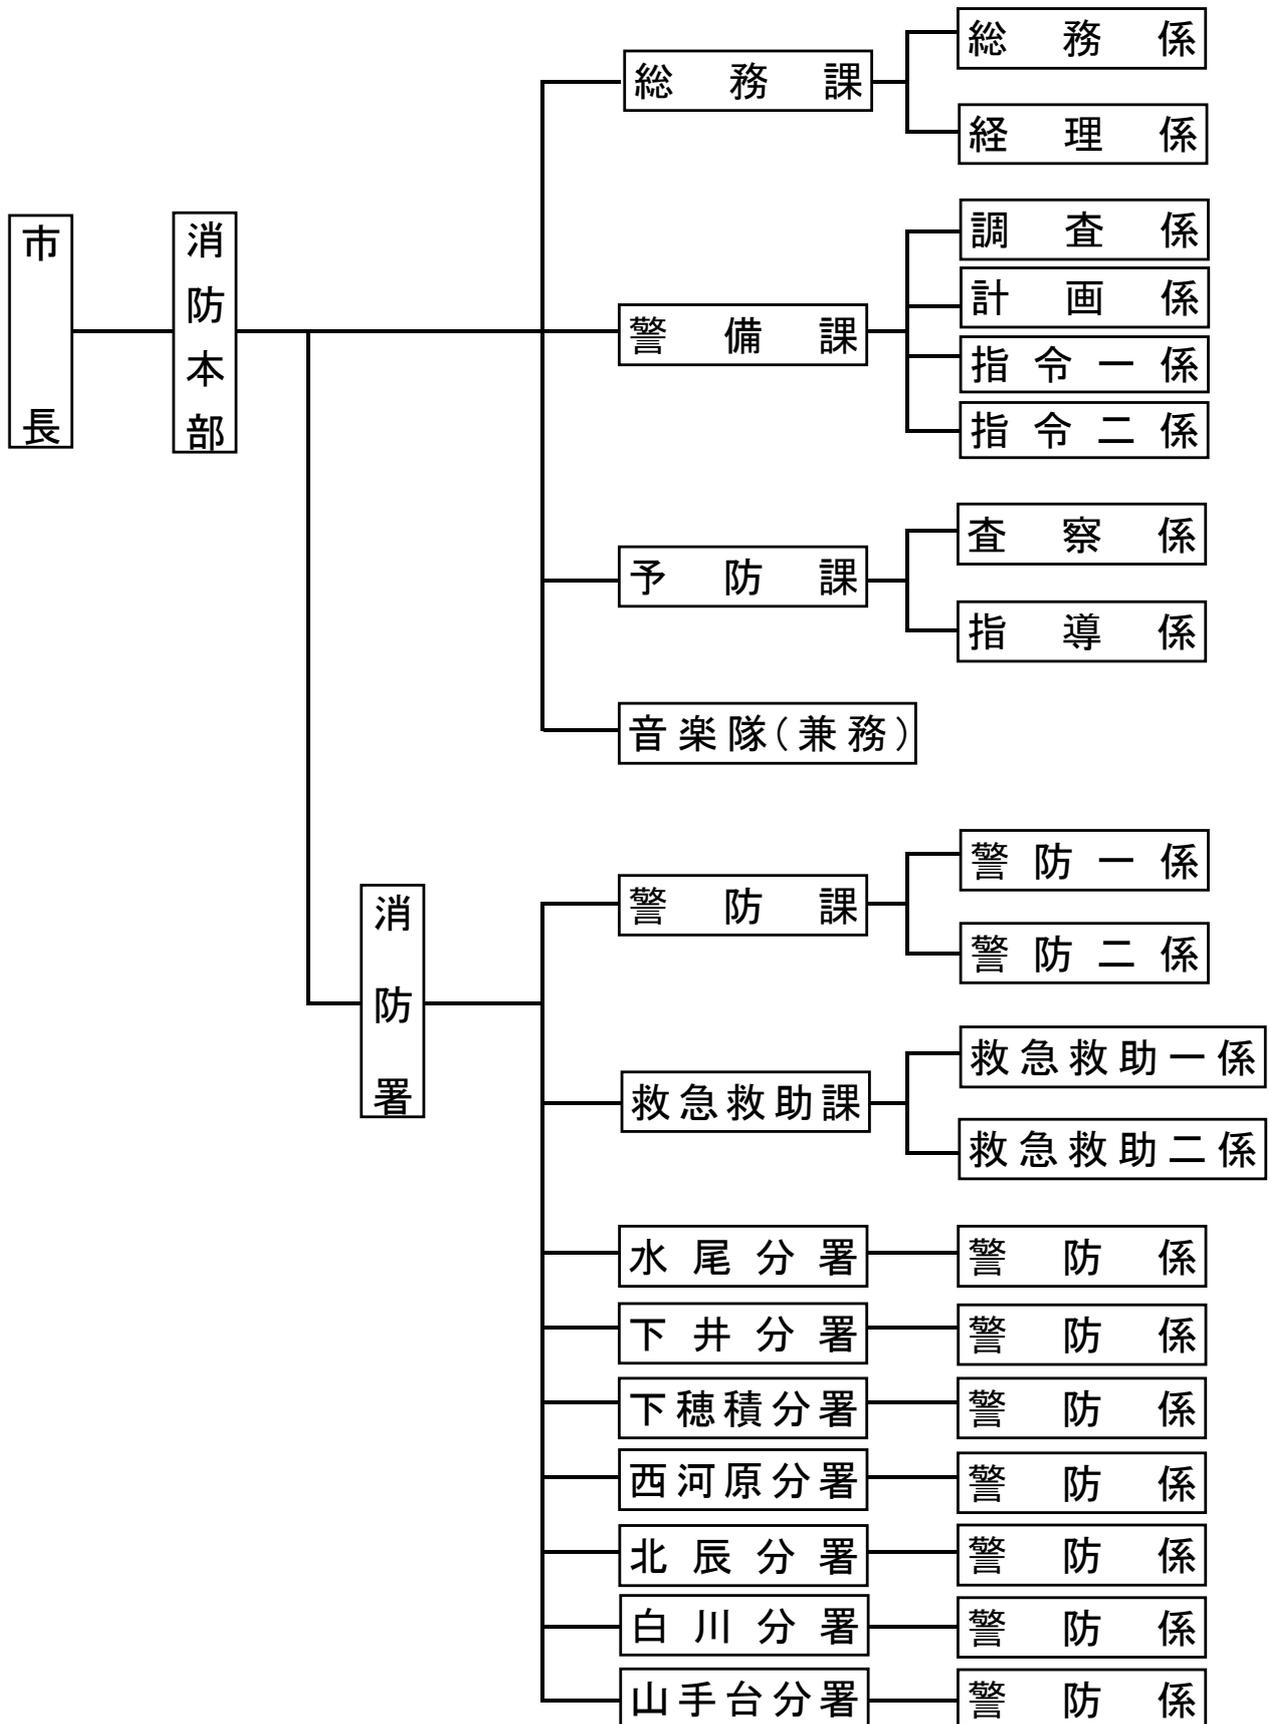 市長
消防本部
総務課
総務係
経理係
警備課
調査係
計画係
指令一係
指令二係
予防課
査察係
指導係
音楽隊(兼務)
消防署
警防課
警防一係
警防二係
救急救助課
救急救助一係
救急救助二係
水尾分署
警防係
下井分署
警防係
下穂積分署
警防係
西河原分署
警防係
北辰分署
警防係
白川分署
警防係
山手台分署
警防係